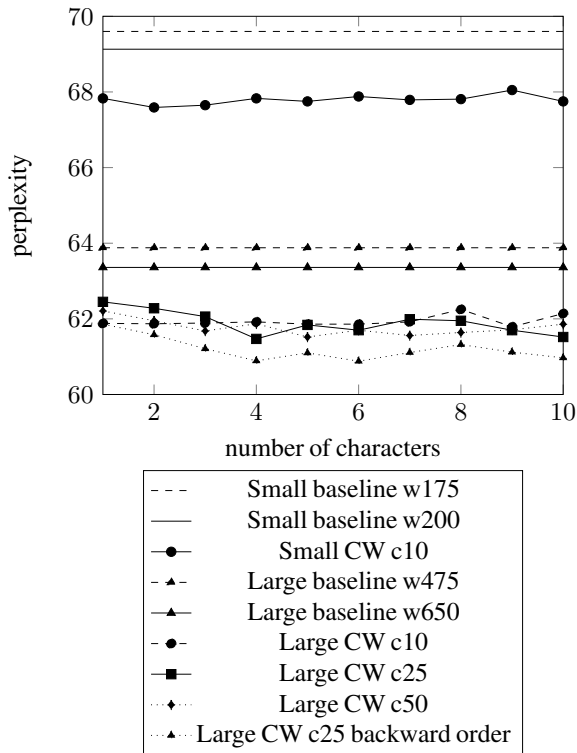 70
68
66
64
62
60
perplexity
2
4
6
8
10
number of characters
Small baseline w175
Small baseline w200
Small CW c10
Large baseline w475
Large baseline w650
Large CW c10
Large CW c25
Large CW c50
Large CW c25 backward order